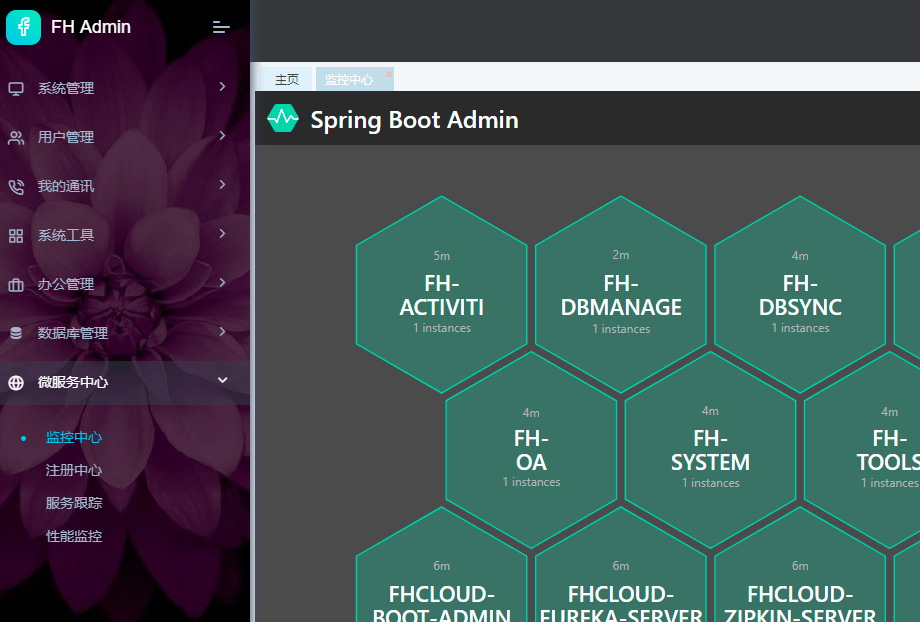 FH Admin
系统管理
用户管理
我的通讯
系统工具
办公管理
数据库管理
微服务中心
监控中心
注册中心
服务跟踪
性能监控
主页
监控中心
Spring Boot Admin
5m
FH-
ACTIVITI
1 instances
2m
FH-
DBMANAGE
1 instances
4m
FH-
DBSYNC
1 instances
4m
FH-
OA
1 instances
4m
FH-
SYSTEM
1 instances
4m
FH-
TOOLS
1 instances
6m
FHCLOUD-
BOOT-ADMIN
6m
FHCLOUD-
EUREKA-SERVER
6m
FHCLOUD-
ZIPKIN-SERVER